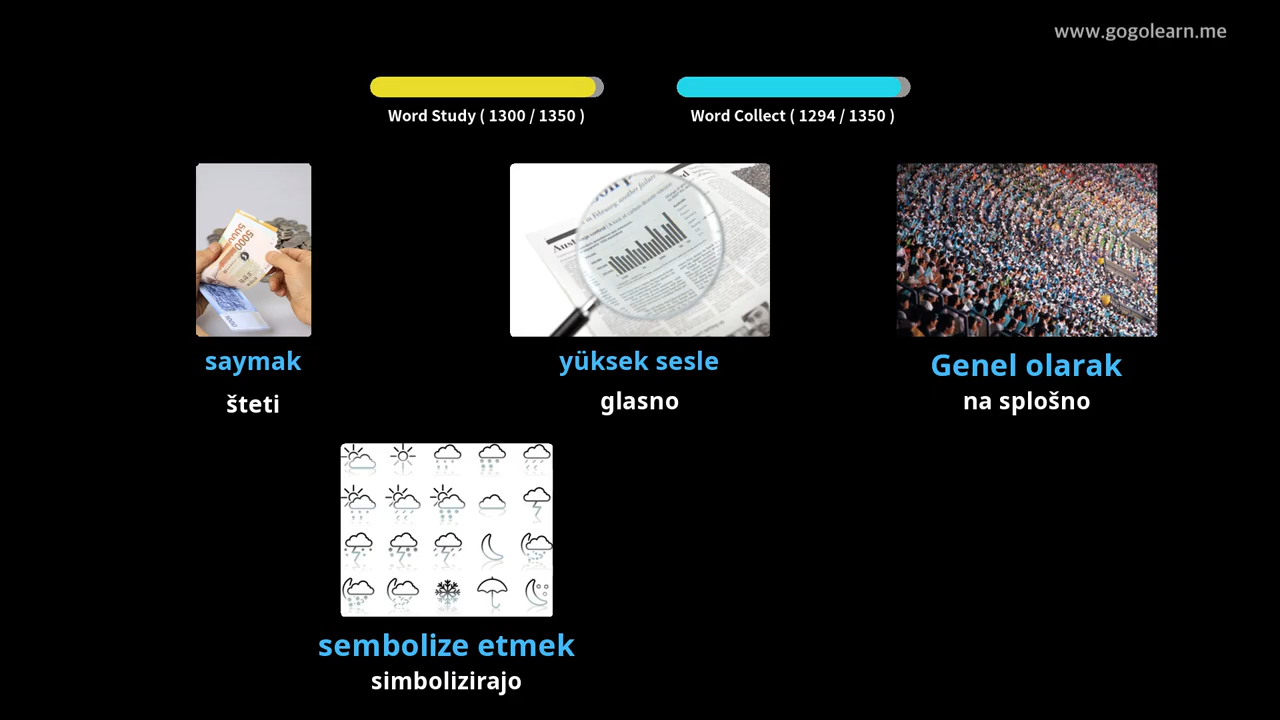 www.gogolearn.me
Word Study ( 1300 / 1350 )
Word Collect ( 1294 / 1350 )
saymak
yüksek sesle
Genel olarak
šteti
glasno
na splošno
sembolize etmek
simbolizirajo